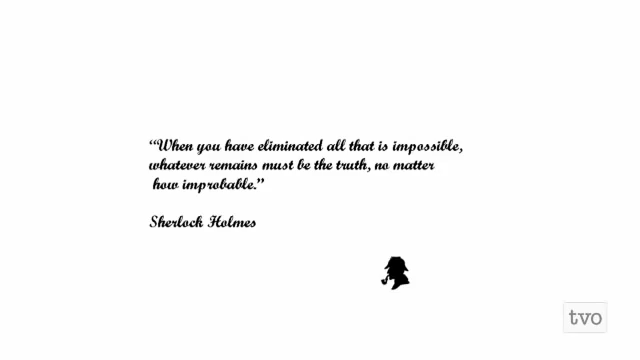 “When you have eliminated all that is impossible,
whatever remains must be the truth, no matter
how improbable.”
Sherlock Holmes
tvo